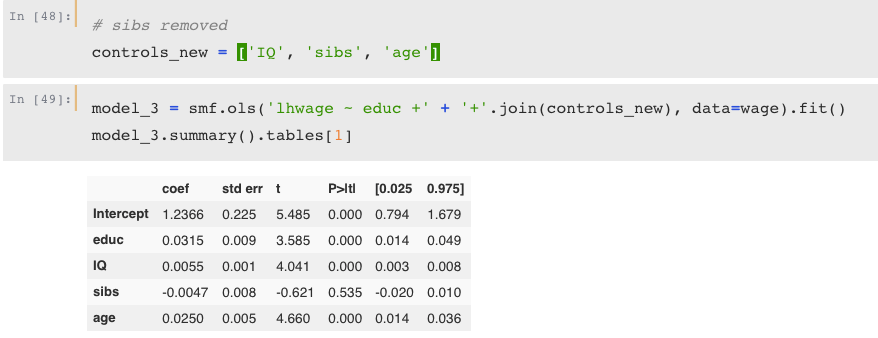 In [48]:
# sibs removed
controls_new = ['IQ', 'sibs', 'age']
In [49]:
model_3 = smf.ols('lhwage ~ educ +' + '+'.join(controls_new), data=wage).fit()
model_3.summary().tables[1]
coef std err t P>|t| [0.025 0.975]
Intercept 1.2366 0.225 5.485 0.000 0.794 1.679
educ 0.0315 0.009 3.585 0.000 0.014 0.049
IQ 0.0055 0.001 4.041 0.000 0.003 0.008
sibs -0.0047 0.008 -0.621 0.535 -0.020 0.010
age 0.0250 0.005 4.660 0.000 0.014 0.036